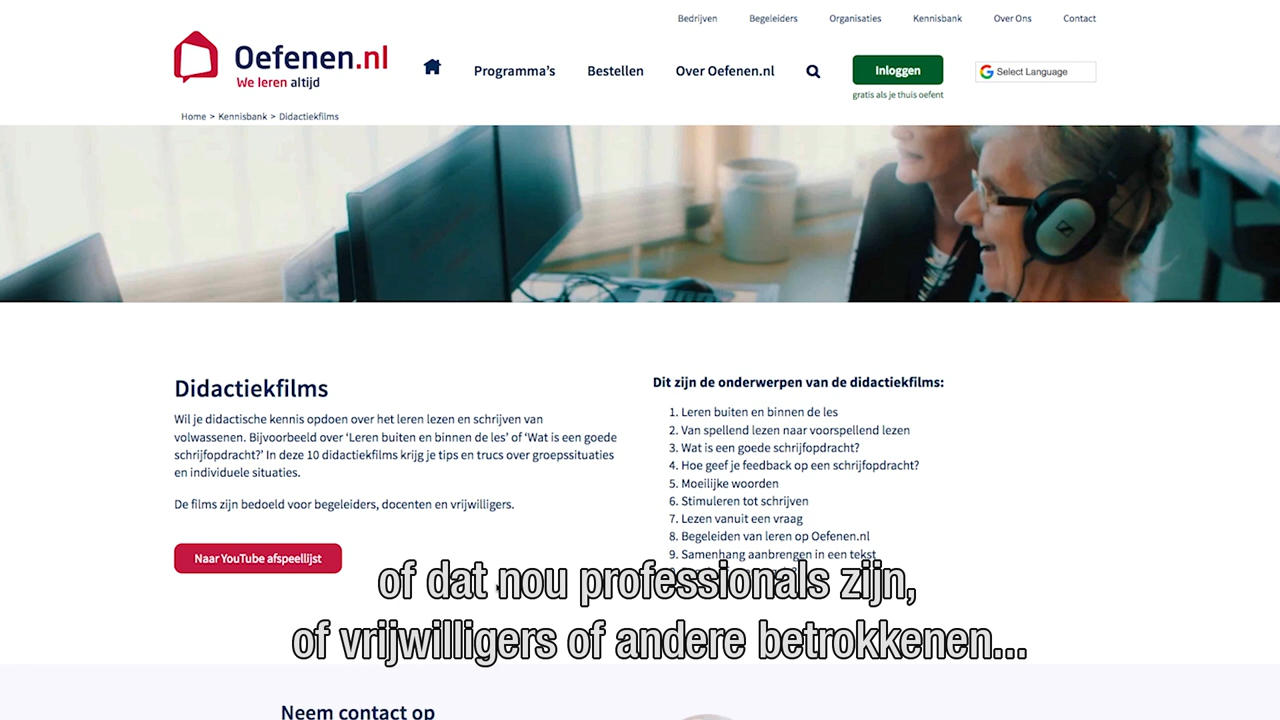 Bedrijven Begeleiders Organisaties Kennisbank Over Ons Contact
Oefenen.nl
We leren altijd
Programma's Bestellen Over Oefenen.nl Inloggen Select Language
gratis als je thuis oefent
Home > Kennisbank > Didactiekfilms
Didactiekfilms
Wil je didactische kennis opdoen over het leren lezen en schrijven van
volwassenen. Bijvoorbeeld over ‘Leren buiten en binnen de les’ of ‘Wat is een goede
schrijfopdracht?’ In deze 10 didactiekfilms krijg je tips en trucs over groepssituaties
en individuele situaties.
De films zijn bedoeld voor begeleiders, docenten en vrijwilligers.
Naar YouTube afspeellijst
Dit zijn de onderwerpen van de didactiekfilms:
1. Leren buiten en binnen de les
2. Van spellend lezen naar voorspellend lezen
3. Wat is een goede schrijfopdracht?
4. Hoe geef je feedback op een schrijfopdracht?
5. Moeilijke woorden
6. Stimuleren tot schrijven
7. Lezen vanuit een vraag
8. Begeleiden van leren op Oefenen.nl
9. Samenhang aanbrengen in een tekst
of dat nou professionals zijn,
of vrijwilligers of andere betrokkenen...
Neem contact op